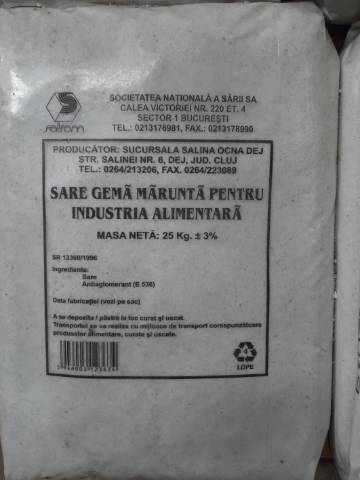 salrom
SOCIETATEA NAȚIONALĂ A SĂRII SA
CALEA VICTORIEI NR. 220 ET. 4
SECTOR 1 BUCUREȘTI
TEL.: 0213176981, FAX.: 0213178990
PRODUCĂTOR: SUCURSALA SALINA OCNA DEJ
STR. SALINEI NR. 6, DEJ, JUD. CLUJ
TEL.: 0264/213206, FAX. 0264/223089
SARE GEMĂ MĂRUNTĂ PENTRU
INDUSTRIA ALIMENTARĂ
MASA NETĂ: 25 Kg. ± 3%
SR 13360/1996
Ingrediente:
Sare
Antiaglomerant (E 536)
Data fabricației (vezi pe sac)
A se depozita / păstra la loc curat și uscat.
Transportul se va realiza cu mijloace de transport corespunzătoare
produselor alimentare, curate și uscate.
4
LDPE